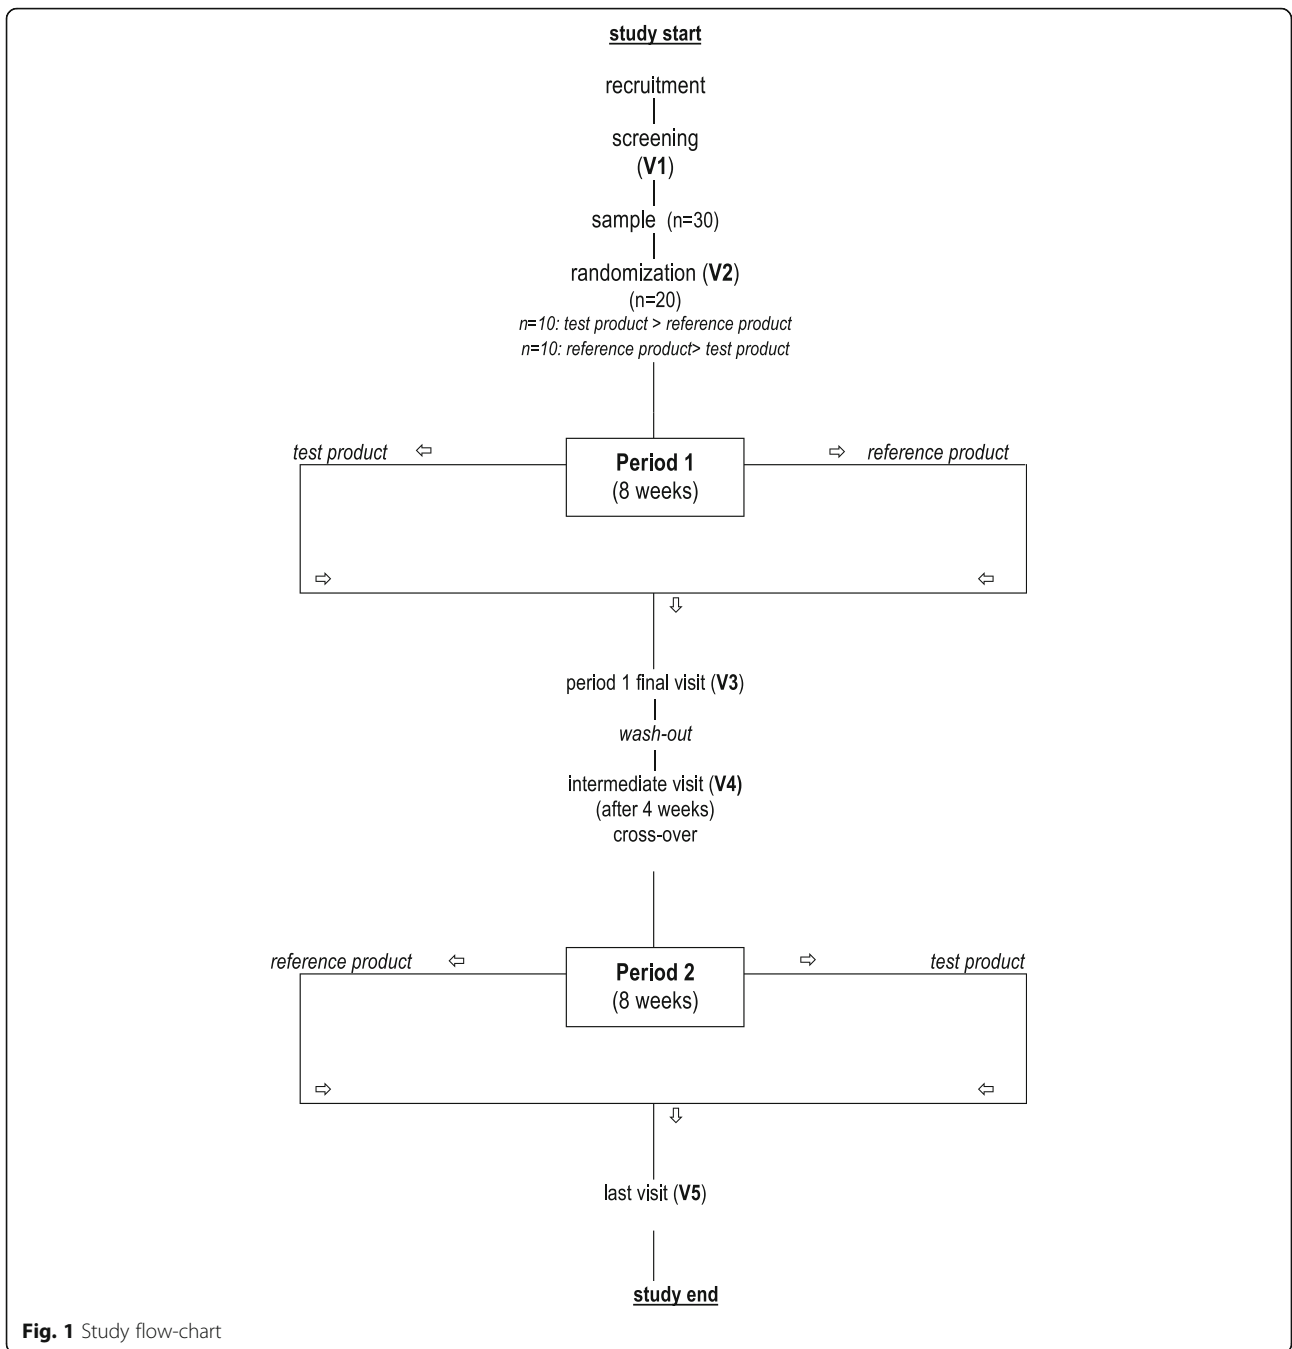 study start
recruitment
screening
(V1)
sample (n=30)
randomization (V2)
(n=20)
n=10: test product > reference product
n=10: reference product> test product
test product ⇦ ⇨ reference product
Period 1
(8 weeks)
⇨ ⇦
⇩
period 1 final visit (V3)
wash-out
intermediate visit (V4)
(after 4 weeks)
cross-over
reference product ⇦ ⇨ test product
Period 2
(8 weeks)
⇨ ⇦
⇩
last visit (V5)
study end
Fig. 1 Study flow-chart